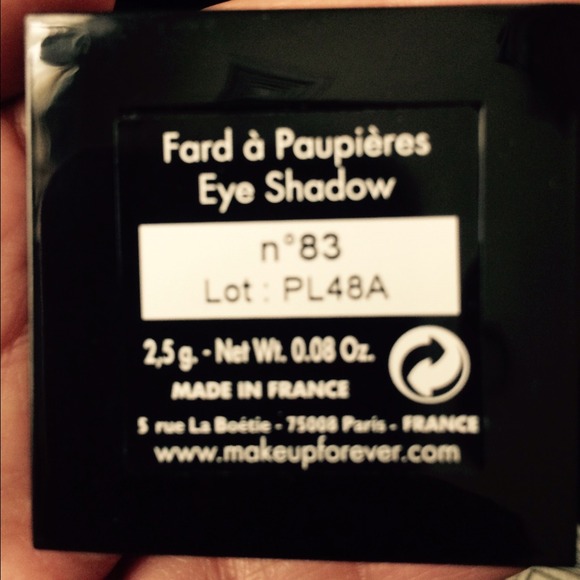 Fard à Paupières
Eye Shadow
n°83
Lot : PL48A
2,5 g. - Net Wt. 0.08 Oz.
MADE IN FRANCE
5 rue La Boétie - 75008 Paris - FRANCE
www.makeupforever.com